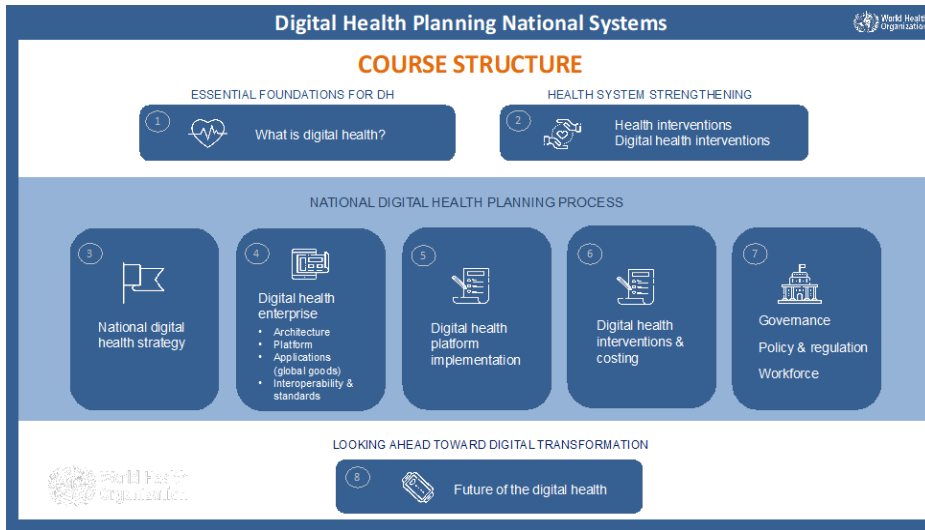 Digital Health Planning National Systems
World Health
Organization
COURSE STRUCTURE
ESSENTIAL FOUNDATIONS FOR DH
1
What is digital health?
HEALTH SYSTEM STRENGTHENING
2
Health interventions
Digital health interventions
NATIONAL DIGITAL HEALTH PLANNING PROCESS
3
National digital
health strategy
4
Digital health
enterprise
• Architecture
• Platform
• Applications
(global goods)
• Interoperability &
standards
5
Digital health
platform
implementation
6
Digital health
interventions &
costing
7
Governance
Policy & regulation
Workforce
LOOKING AHEAD TOWARD DIGITAL TRANSFORMATION
8
Future of the digital health
World Health
Organization